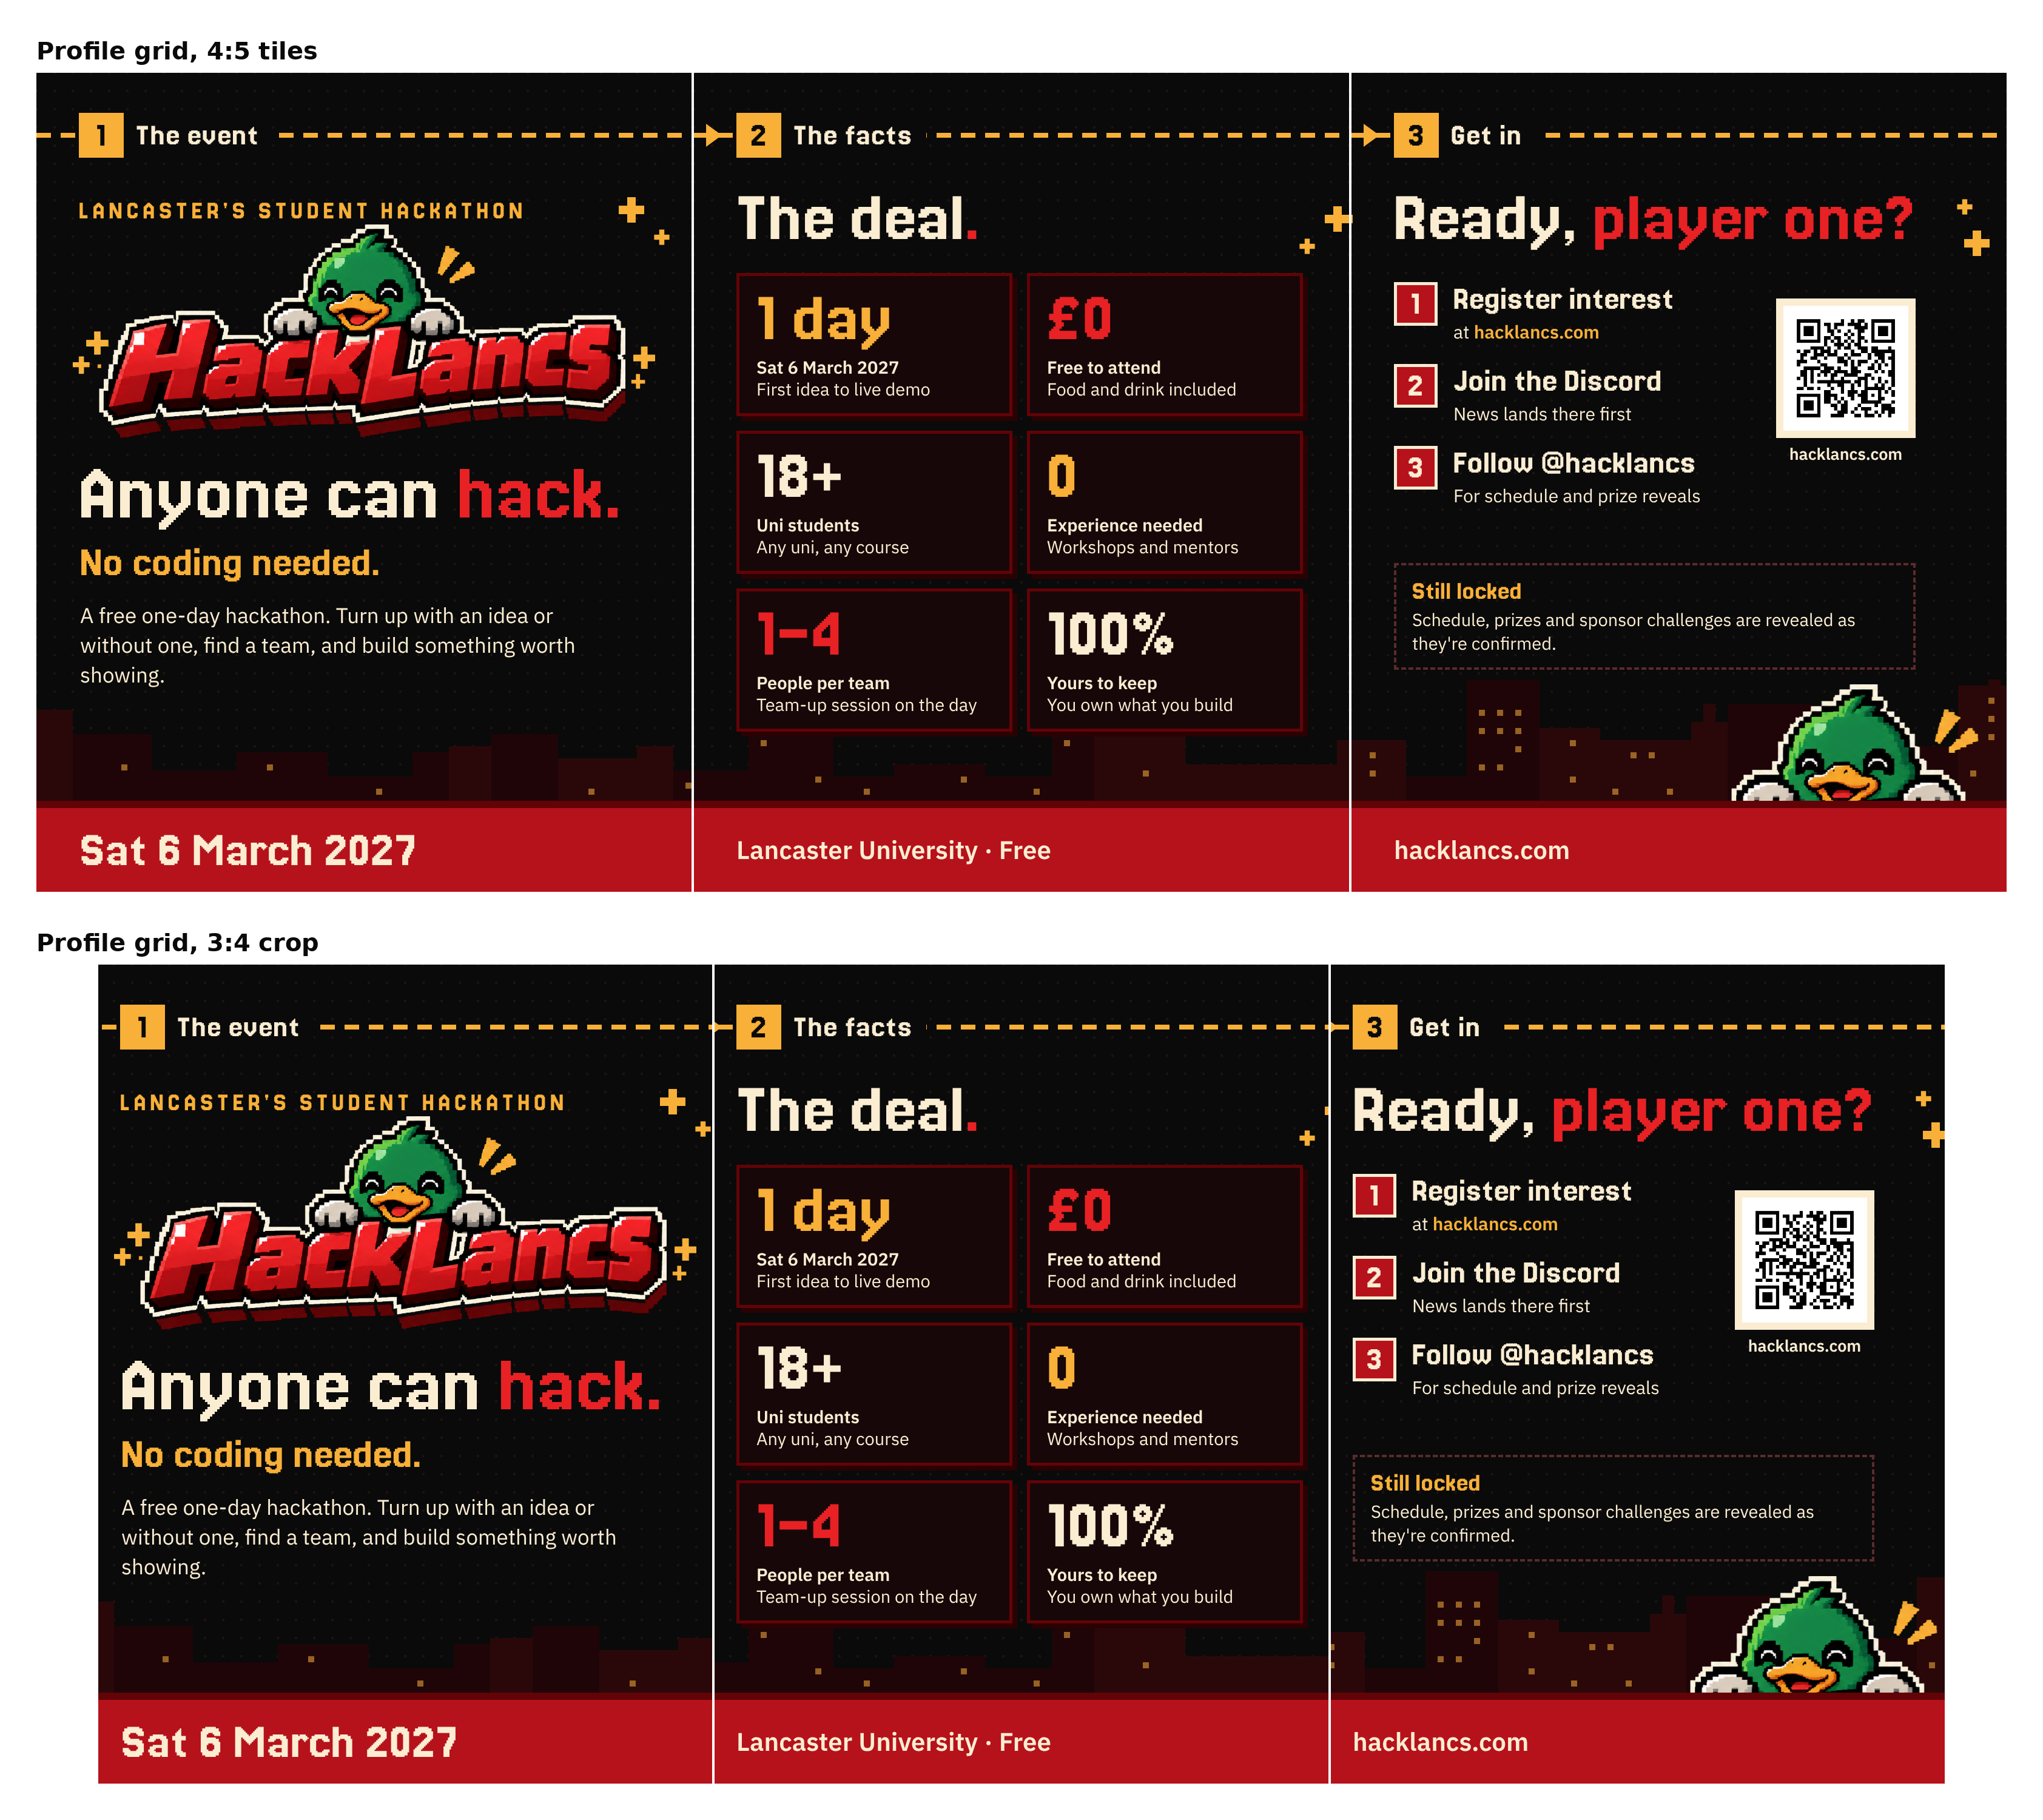 Profile grid, 4:5 tiles
1 The event
LANCASTER'S STUDENT HACKATHON
HackLancs
Anyone can hack.
No coding needed.
A free one-day hackathon. Turn up with an idea or
without one, find a team, and build something worth
showing.
Sat 6 March 2027
2 The facts
The deal.
1 day
Sat 6 March 2027
First idea to live demo
£0
Free to attend
Food and drink included
18+
Uni students
Any uni, any course
0
Experience needed
Workshops and mentors
1–4
People per team
Team-up session on the day
100%
Yours to keep
You own what you build
Lancaster University · Free
3 Get in
Ready, player one?
1 Register interest
at hacklancs.com
2 Join the Discord
News lands there first
3 Follow @hacklancs
For schedule and prize reveals
hacklancs.com
Still locked
Schedule, prizes and sponsor challenges are revealed as
they're confirmed.
hacklancs.com
Profile grid, 3:4 crop
1 The event
LANCASTER'S STUDENT HACKATHON
HackLancs
Anyone can hack.
No coding needed.
A free one-day hackathon. Turn up with an idea or
without one, find a team, and build something worth
showing.
Sat 6 March 2027
2 The facts
The deal.
1 day
Sat 6 March 2027
First idea to live demo
£0
Free to attend
Food and drink included
18+
Uni students
Any uni, any course
0
Experience needed
Workshops and mentors
1–4
People per team
Team-up session on the day
100%
Yours to keep
You own what you build
Lancaster University · Free
3 Get in
Ready, player one?
1 Register interest
at hacklancs.com
2 Join the Discord
News lands there first
3 Follow @hacklancs
For schedule and prize reveals
hacklancs.com
Still locked
Schedule, prizes and sponsor challenges are revealed as
they're confirmed.
hacklancs.com